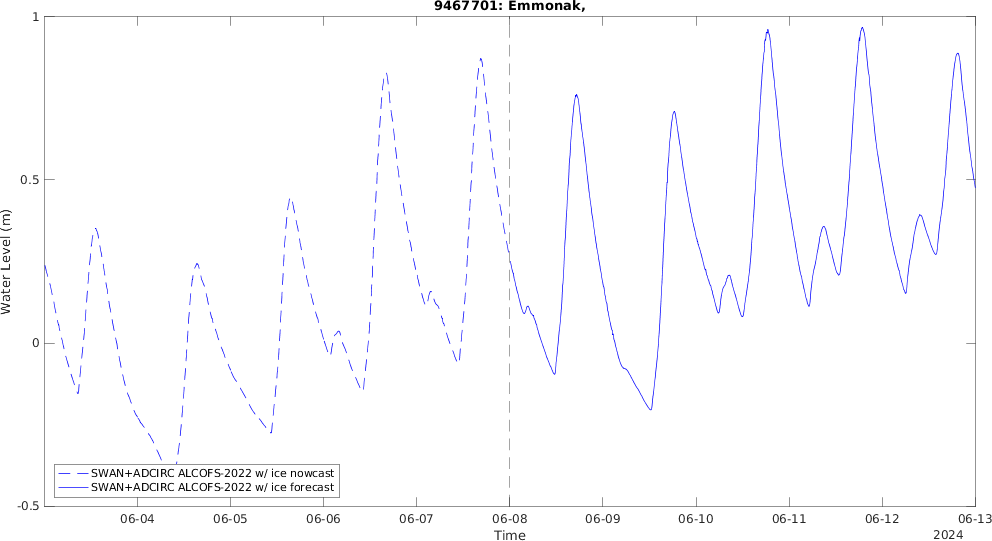 9467701: Emmonak,
1
0.5
0
-0.5
Water Level (m)
SWAN+ADCIRC ALCOFS-2022 w/ ice nowcast
SWAN+ADCIRC ALCOFS-2022 w/ ice forecast
06-04 06-05 06-06 06-07 06-08 06-09 06-10 06-11 06-12 06-13
Time
2024